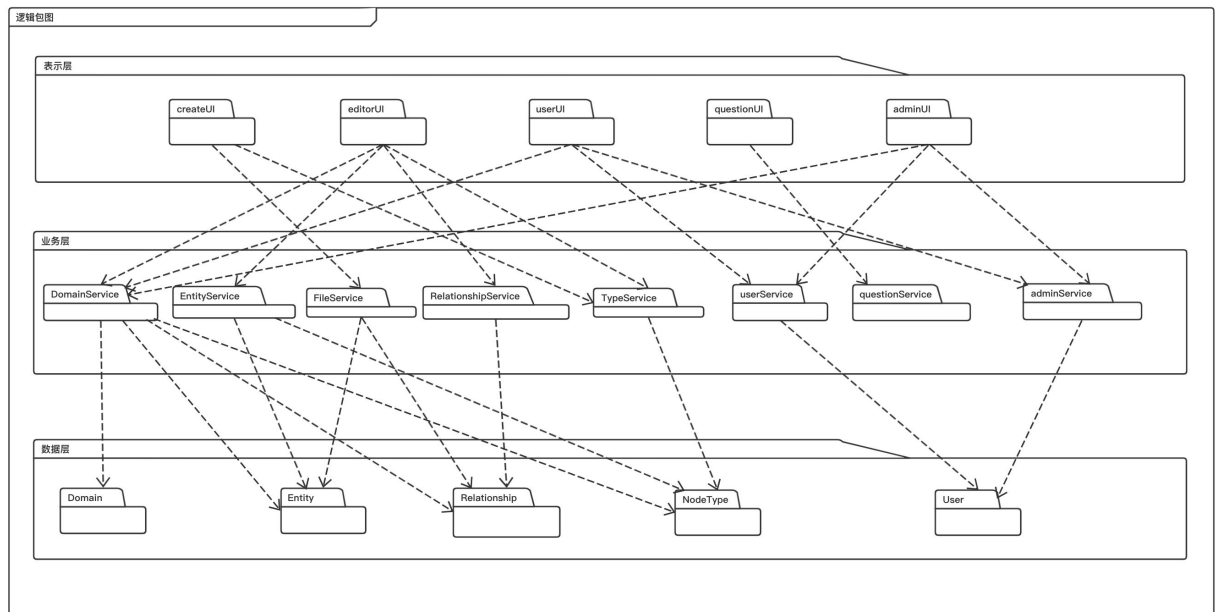 逻辑包图
表示层
createUI
editorUI
userUI
questionUI
adminUI
业务层
DomainService
EntityService
FileService
RelationshipService
TypeService
userService
questionService
adminService
数据层
Domain
Entity
Relationship
NodeType
User